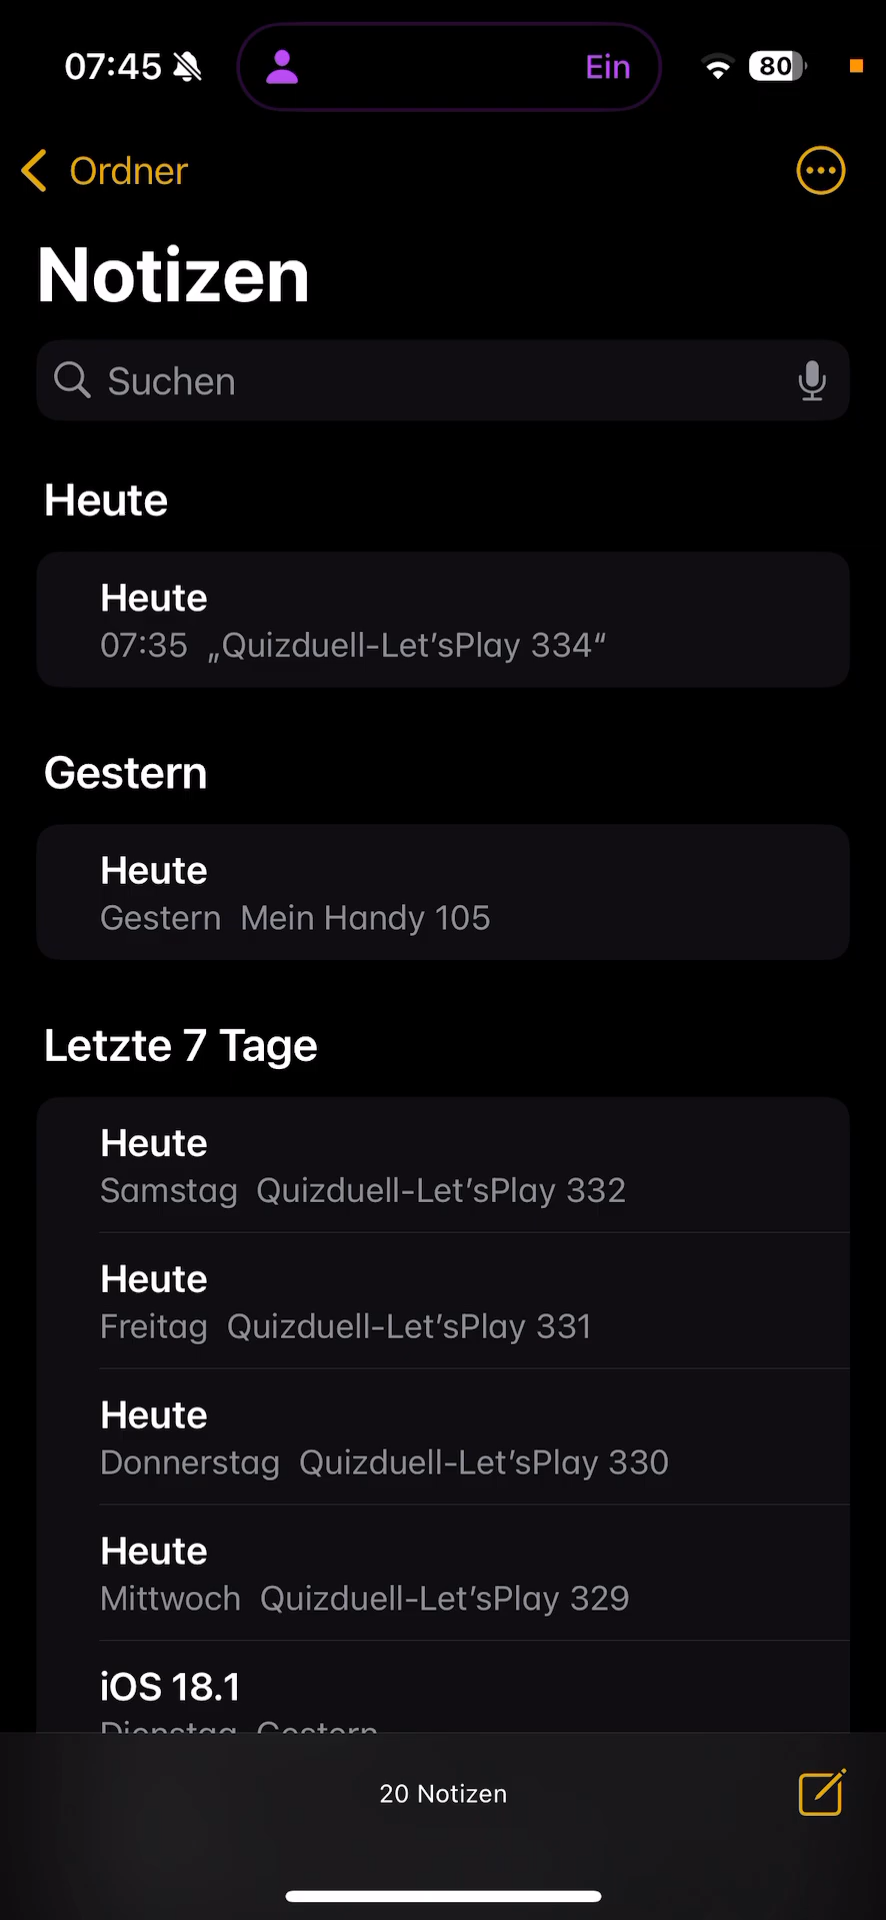 07:45
Ein
80
Ordner
Notizen
Suchen
Heute
Heute
07:35 „Quizduell-Let’sPlay 334“
Gestern
Heute
Gestern Mein Handy 105
Letzte 7 Tage
Heute
Samstag Quizduell-Let’sPlay 332
Heute
Freitag Quizduell-Let’sPlay 331
Heute
Donnerstag Quizduell-Let’sPlay 330
Heute
Mittwoch Quizduell-Let’sPlay 329
iOS 18.1
Dienstag Gestern
20 Notizen